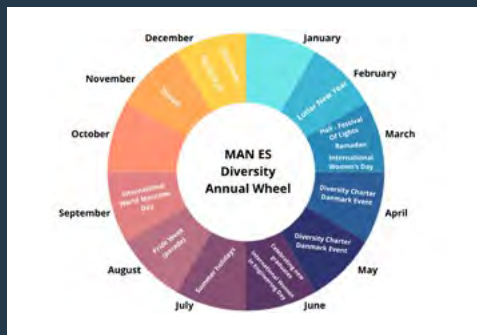 December
January
November
February
Lunar New Year
October
Holi - Festival
Of Lights
Ramadan
International
Women's Day
March
MAN ES
Diversity
Annual Wheel
September
International
World Mancome
Day
Diversity Charter
Danmark Event
April
August
Pride Week
(parade)
Diversity Charter
Danmark Event
May
July
Summer holidays
June
Celebrating new
graduates
International Women
In Engineering Day